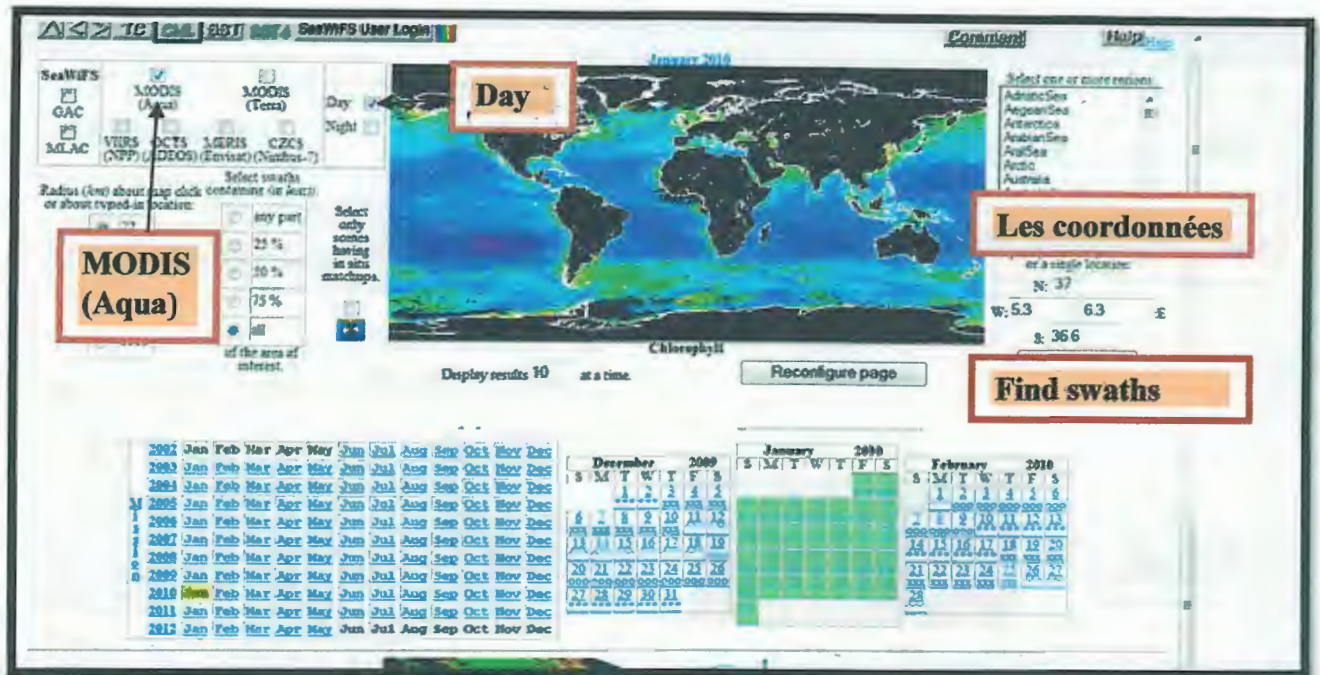 SST SeaWiFS User Login
Comment Help
SeaWiFS
GAC
MLAC
MODIS
(Aqua)
MODIS
(Terra)
VIIRS OCTS MERIS CZCS
(NPP) (ADEOS) (Envisat) (Nimbus-7)
Day
Night
Day
January 2010
Select one or more regions
AdriaticSea
AegeanSea
Antarctica
ArabianSea
AralSea
Arctic
Australia
Radius (km) about map click
or about typed-in location:
Select swaths
containing (at least)
any part
25 %
50 %
75 %
all
of the area of
interest.
Select
only
scenes
having
in situ
matchups.
MODIS
(Aqua)
Les coordonnées
or a single location:
N: 37
W: 5.3 6.3 :E
S: 36.6
Find swaths
Chlorophyll
Display results 10 at a time.
Reconfigure page
Mission
2002 Jan Feb Mar Apr May Jun Jul Aug Sep Oct Nov Dec
2003 Jan Feb Mar Apr May Jun Jul Aug Sep Oct Nov Dec
2004 Jan Feb Mar Apr May Jun Jul Aug Sep Oct Nov Dec
2005 Jan Feb Mar Apr May Jun Jul Aug Sep Oct Nov Dec
2006 Jan Feb Mar Apr May Jun Jul Aug Sep Oct Nov Dec
2007 Jan Feb Mar Apr May Jun Jul Aug Sep Oct Nov Dec
2008 Jan Feb Mar Apr May Jun Jul Aug Sep Oct Nov Dec
2009 Jan Feb Mar Apr May Jun Jul Aug Sep Oct Nov Dec
2010 Jan Feb Mar Apr May Jun Jul Aug Sep Oct Nov Dec
2011 Jan Feb Mar Apr May Jun Jul Aug Sep Oct Nov Dec
2012 Jan Feb Mar Apr May Jun Jul Aug Sep Oct Nov Dec
December 2009
S M T W T F S
1 2 3 4 5
6 7 8 9 10 11 12
13 14 15 16 17 18 19
20 21 22 23 24 25 26
27 28 29 30 31
January 2010
S M T W T F S
February 2010
S M T W T F S
1 2 3 4 5 6
7 8 9 10 11 12 13
14 15 16 17 18 19 20
21 22 23 24 25 26 27
28